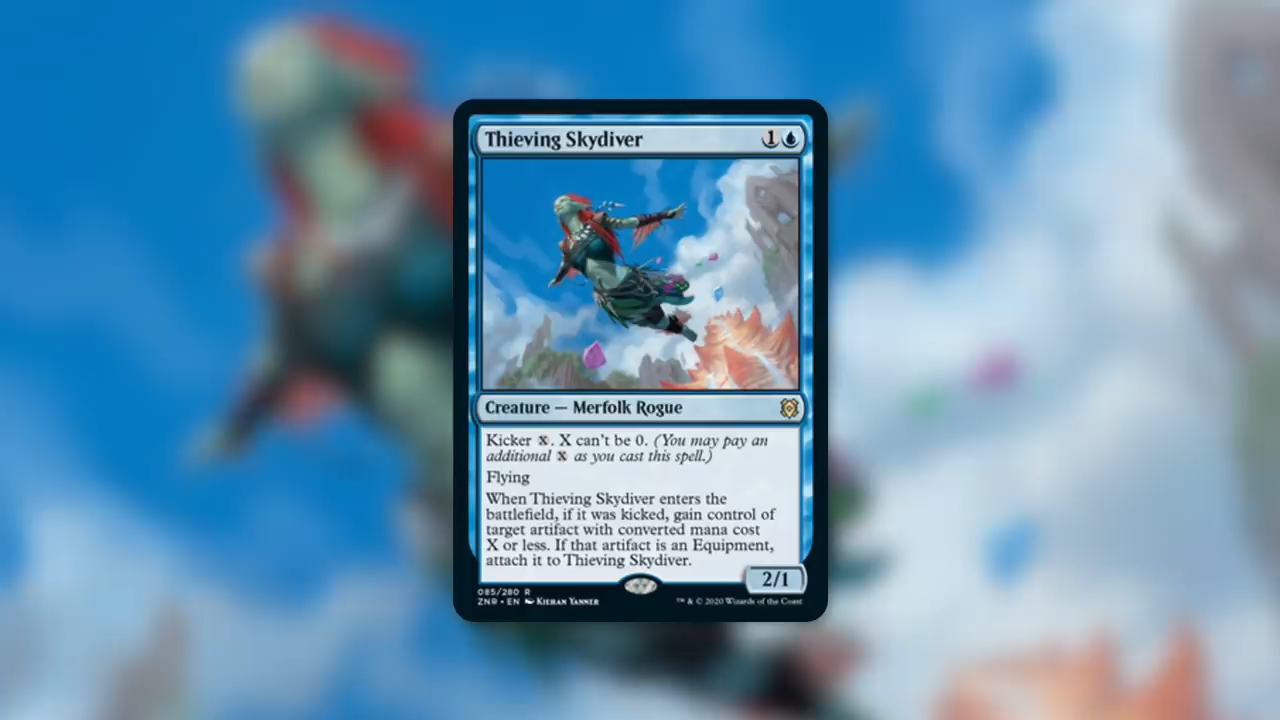 Thieving Skydiver 1
Creature — Merfolk Rogue
Kicker X. X can't be 0. (You may pay an
additional X as you cast this spell.)
Flying
When Thieving Skydiver enters the
battlefield, if it was kicked, gain control of
target artifact with converted mana cost
X or less. If that artifact is an Equipment,
attach it to Thieving Skydiver.
2/1
085/280 R
ZNR • EN Kieran Yanner
™ & © 2020 Wizards of the Coast